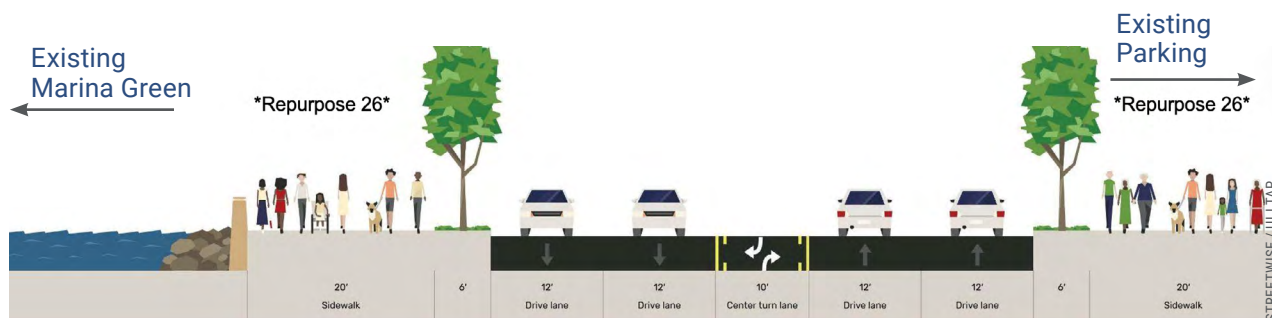 Existing
Marina Green
*Repurpose 26*
Existing
Parking
*Repurpose 26*
20'
Sidewalk
6'
12'
Drive lane
12'
Drive lane
10'
Center turn lane
12'
Drive lane
12'
Drive lane
6'
20'
Sidewalk
STREETWISE /